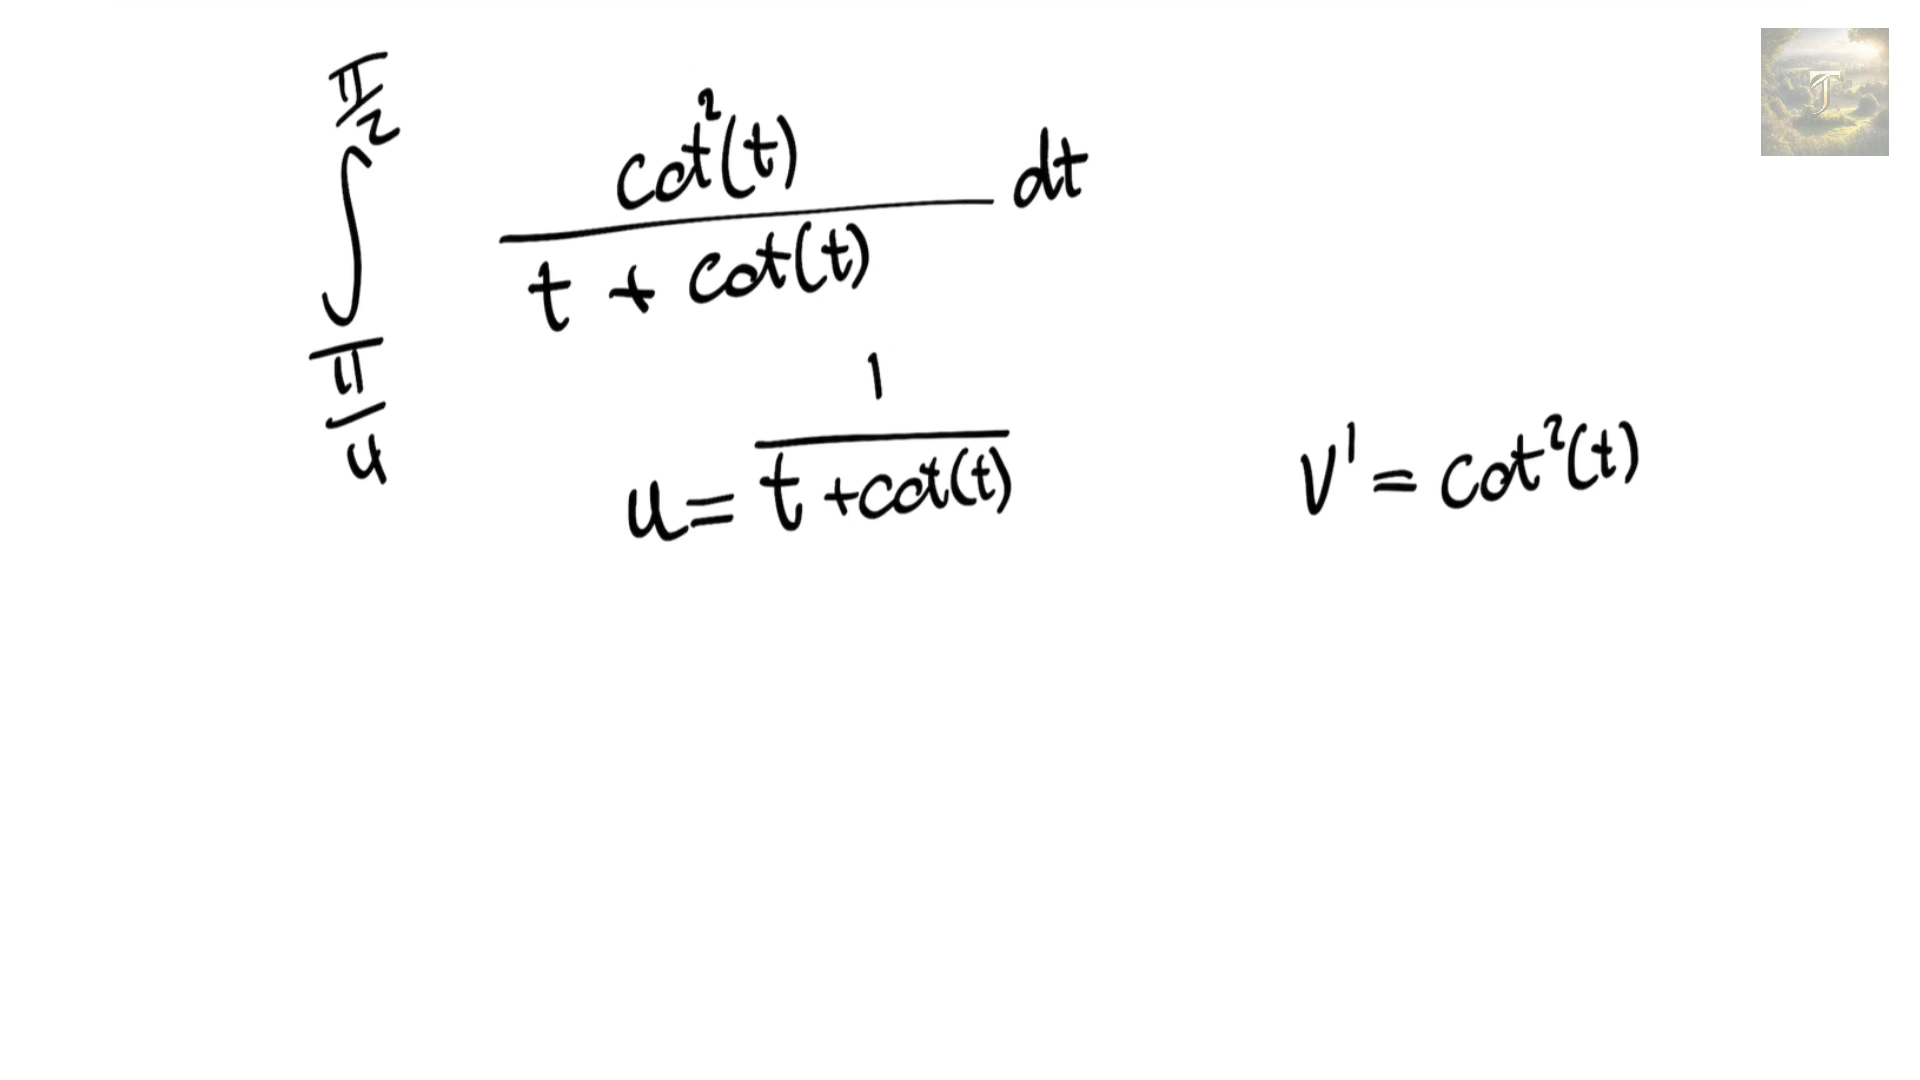 ∫_{π/4}^{π/2} cot²(t) / (t + cot(t)) dt
u = 1 / (t + cot(t))    v' = cot²(t)